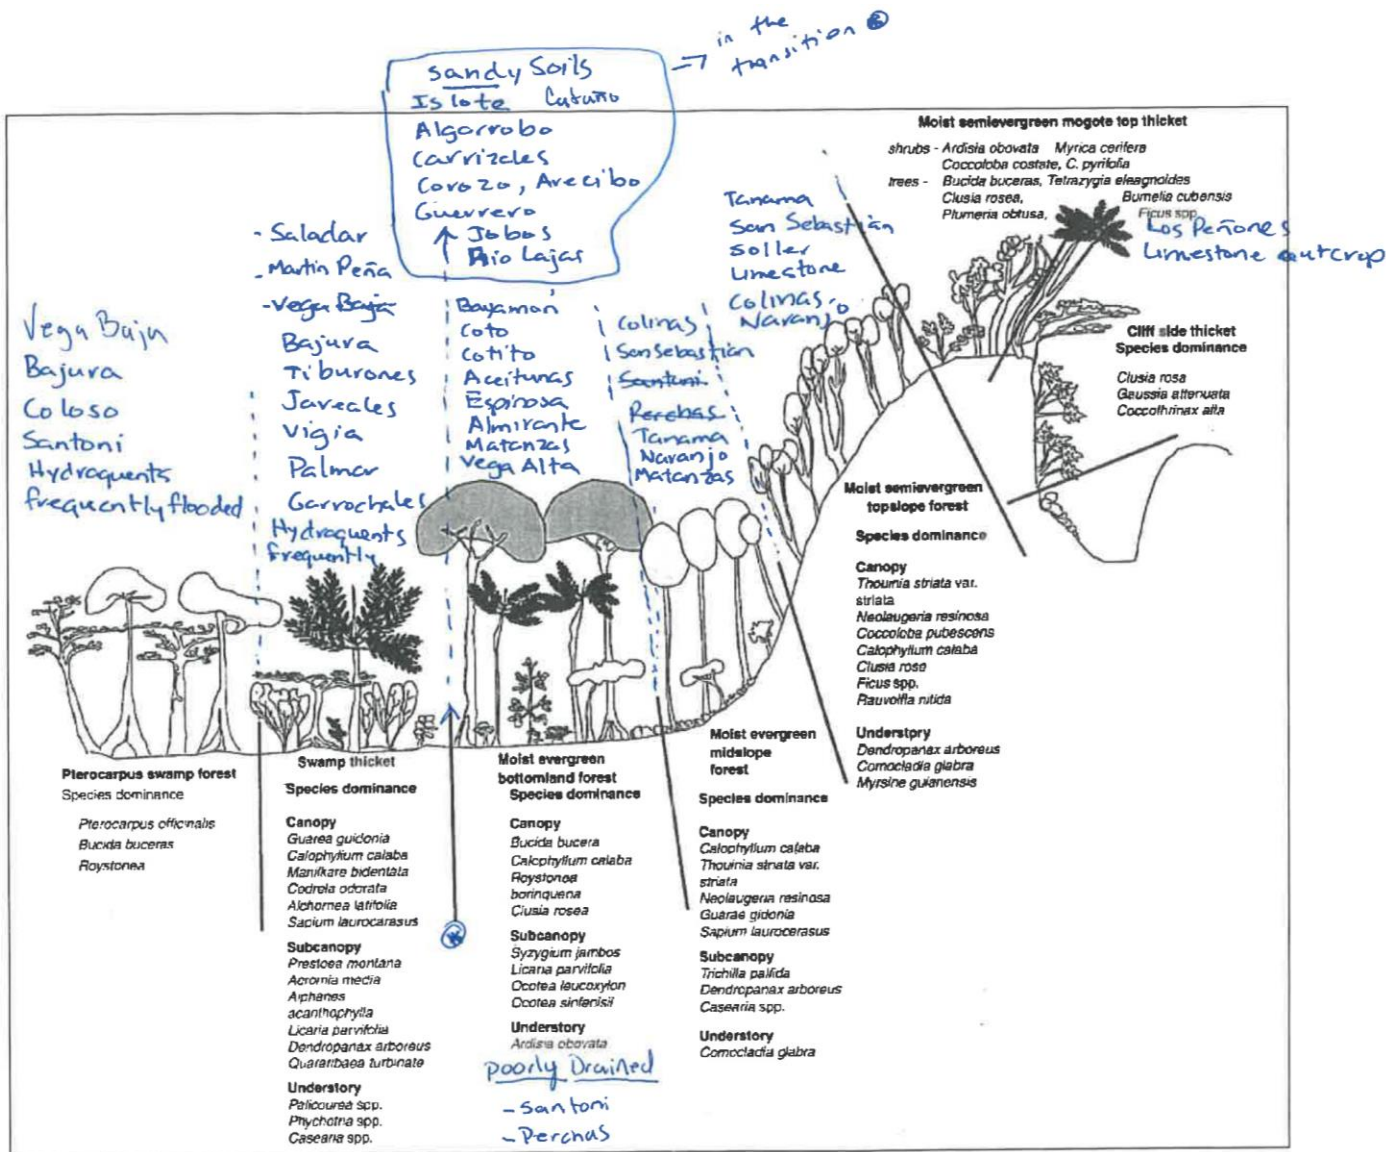 in the
transition
Sandy Soils
Islote Cataño
Algarrobo
Carrizales
Corozo, Arecibo
Guerrero
Jobos
Rio Lajas
Vega Baja
Bajura
Coloso
Santoni
Hydraquents
frequently flooded
- Saladar
- Martin Peña
- Vega Baja
Bajura
Tiburones
Jareales
Vigia
Palmar
Garrochales
Hydraquents
Frequently
Bayamon
Coto
Cotito
Aceitunas
Espinosa
Almirante
Matanzas
Vega Alta
Colinas
San Sebastián
Santoni
Perchas
Tanama
Naranjo
Matanzas
Tanama
San Sebastián
Soller
Limestone
Colinas,
Naranjo
Moist semievergreen mogote top thicket
shrubs - Ardisia obovata Myrica cerifera
Coccoloba costate, C. pyrifolia
trees - Bucida buceras, Tetrazygia eleagnoides
Clusia rosea, Bumelia cubensis
Plumeria obtusa, Ficus spp.
Los Peñones
Limestone outcrop
Cliff side thicket
Species dominance
Clusia rosa
Gaussia attenuata
Coccothrinax alta
Moist semievergreen
topslope forest
Species dominance
Canopy
Thouinia striata var.
striata
Neolaugeria resinosa
Coccoloba pubescens
Calophyllum calaba
Clusia rose
Ficus spp.
Rauvolfia nitida
Understory
Dendropanax arboreus
Comocladia glabra
Myrsine guianensis
Pterocarpus swamp forest
Species dominance
Pterocarpus officinalis
Bucida buceras
Roystonea
Swamp thicket
Species dominance
Canopy
Guarea guidonia
Calophyllum calaba
Manilkara bidentata
Cedrela odorata
Alchornea latifolia
Sapium laurocarasus
Subcanopy
Prestoea montana
Acromia media
Aiphanes
acanthophylla
Licaria parvifolia
Dendropanax arboreus
Quararibaea turbinate
Understory
Palicourea spp.
Phychotria spp.
Casearia spp.
Moist evergreen
bottomland forest
Species dominance
Canopy
Bucida bucera
Calophyllum calaba
Roystonea
borinquena
Clusia rosea
Subcanopy
Syzygium jambos
Licaria parvifolia
Ocotea leucoxylon
Ocotea sintenisii
Understory
Ardisia obovata
Poorly Drained
- Santoni
- Perchas
Moist evergreen
midslope
forest
Species dominance
Canopy
Calophyllum calaba
Thouinia striata var.
striata
Neolaugeria resinosa
Guarae gidonia
Sapium laurocerasus
Subcanopy
Trichilla pallida
Dendropanax arboreus
Casearia spp.
Understory
Comocladia glabra